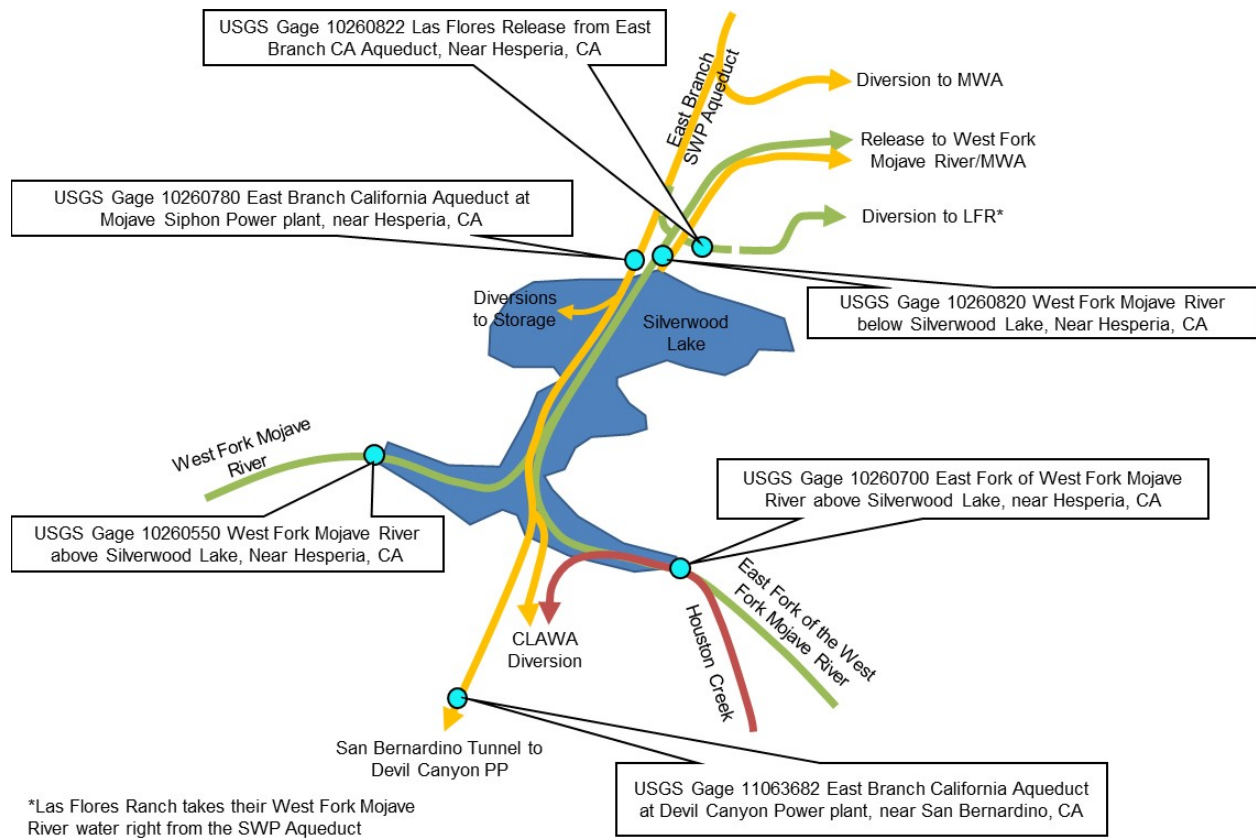 USGS Gage 10260822 Las Flores Release from East
Branch CA Aqueduct, Near Hesperia, CA
East Branch
SWP Aqueduct
Diversion to MWA
Release to West Fork
Mojave River/MWA
USGS Gage 10260780 East Branch California Aqueduct at
Mojave Siphon Power plant, near Hesperia, CA
Diversion to LFR*
Diversions
to Storage
Silverwood
Lake
USGS Gage 10260820 West Fork Mojave River
below Silverwood Lake, Near Hesperia, CA
West Fork Mojave
River
USGS Gage 10260700 East Fork of West Fork Mojave
River above Silverwood Lake, near Hesperia, CA
USGS Gage 10260550 West Fork Mojave River
above Silverwood Lake, Near Hesperia, CA
East Fork of the West
Fork Mojave River
Houston Creek
CLAWA
Diversion
San Bernardino Tunnel to
Devil Canyon PP
USGS Gage 11063682 East Branch California Aqueduct
at Devil Canyon Power plant, near San Bernardino, CA
*Las Flores Ranch takes their West Fork Mojave
River water right from the SWP Aqueduct